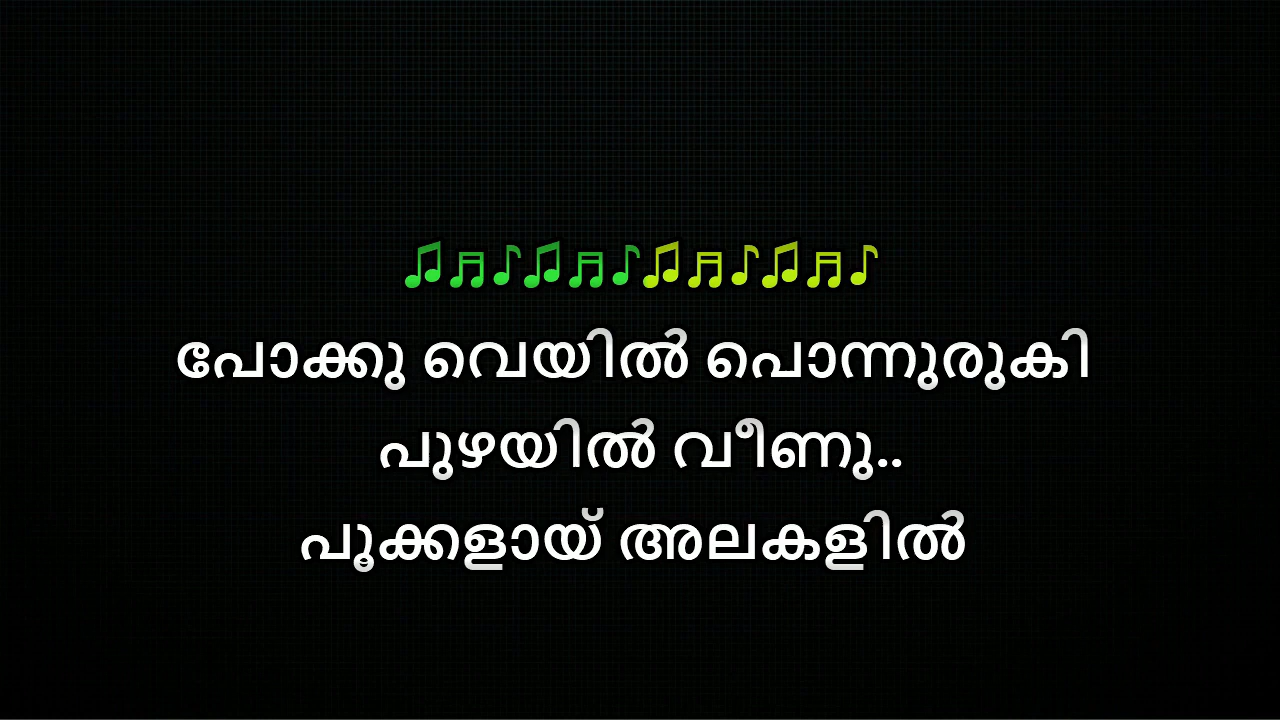 ♫♬♪♫♬♪♫♬♪♫♬♪
പോക്കു വെയിൽ പൊന്നുരുകി
പുഴയിൽ വീണു..
പൂക്കളായ് അലകളിൽ